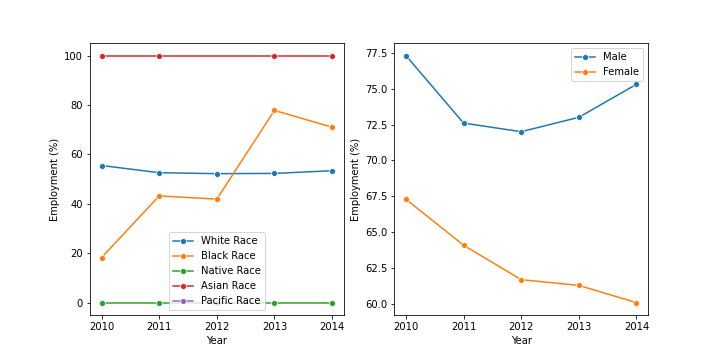 100
80
60
40
20
0
Employment (%)
2010 2011 2012 2013 2014
Year
White Race
Black Race
Native Race
Asian Race
Pacific Race
77.5
75.0
72.5
70.0
67.5
65.0
62.5
60.0
Employment (%)
2010 2011 2012 2013 2014
Year
Male
Female